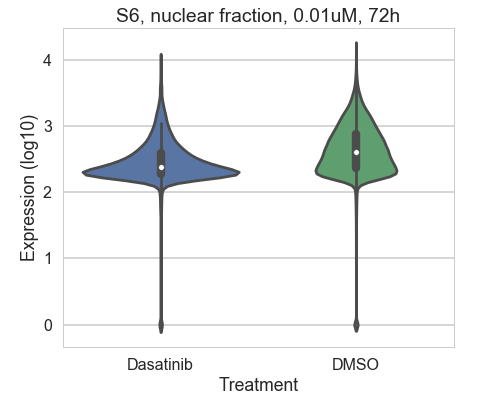 S6, nuclear fraction, 0.01uM, 72h
Expression (log10)
4
3
2
1
0
Dasatinib
DMSO
Treatment